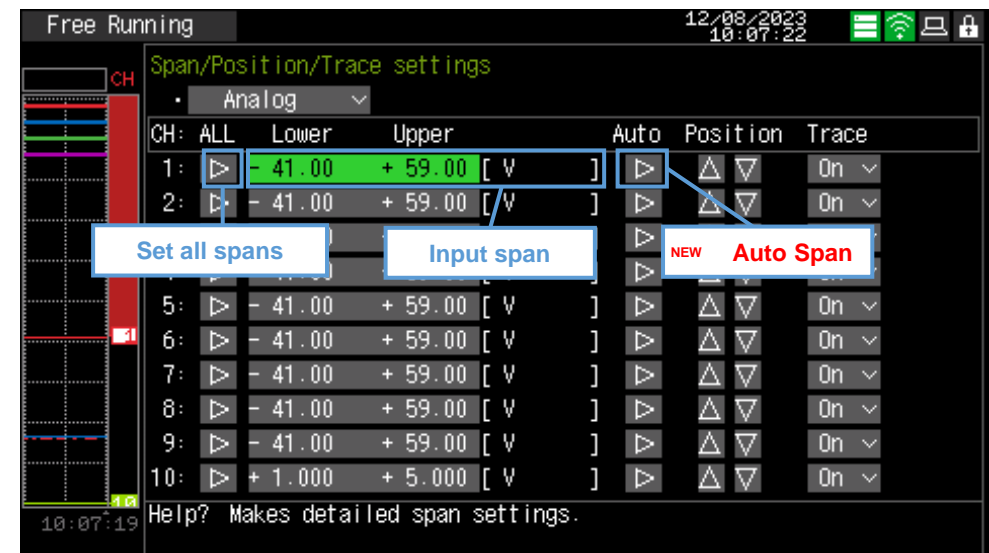 Free Running 12/08/2023
10:07:22
CH
Span/Position/Trace settings
・ Analog
CH: ALL Lower Upper Auto Position Trace
1: - 41.00 + 59.00 [ V ] On
2: - 41.00 + 59.00 [ V ] On
Set all spans Input span NEW Auto Span
5: - 41.00 + 59.00 [ V ] On
1
6: - 41.00 + 59.00 [ V ] On
7: - 41.00 + 59.00 [ V ] On
8: - 41.00 + 59.00 [ V ] On
9: - 41.00 + 59.00 [ V ] On
10: + 1.000 + 5.000 [ V ] On
10
10:07:19
Help? Makes detailed span settings.